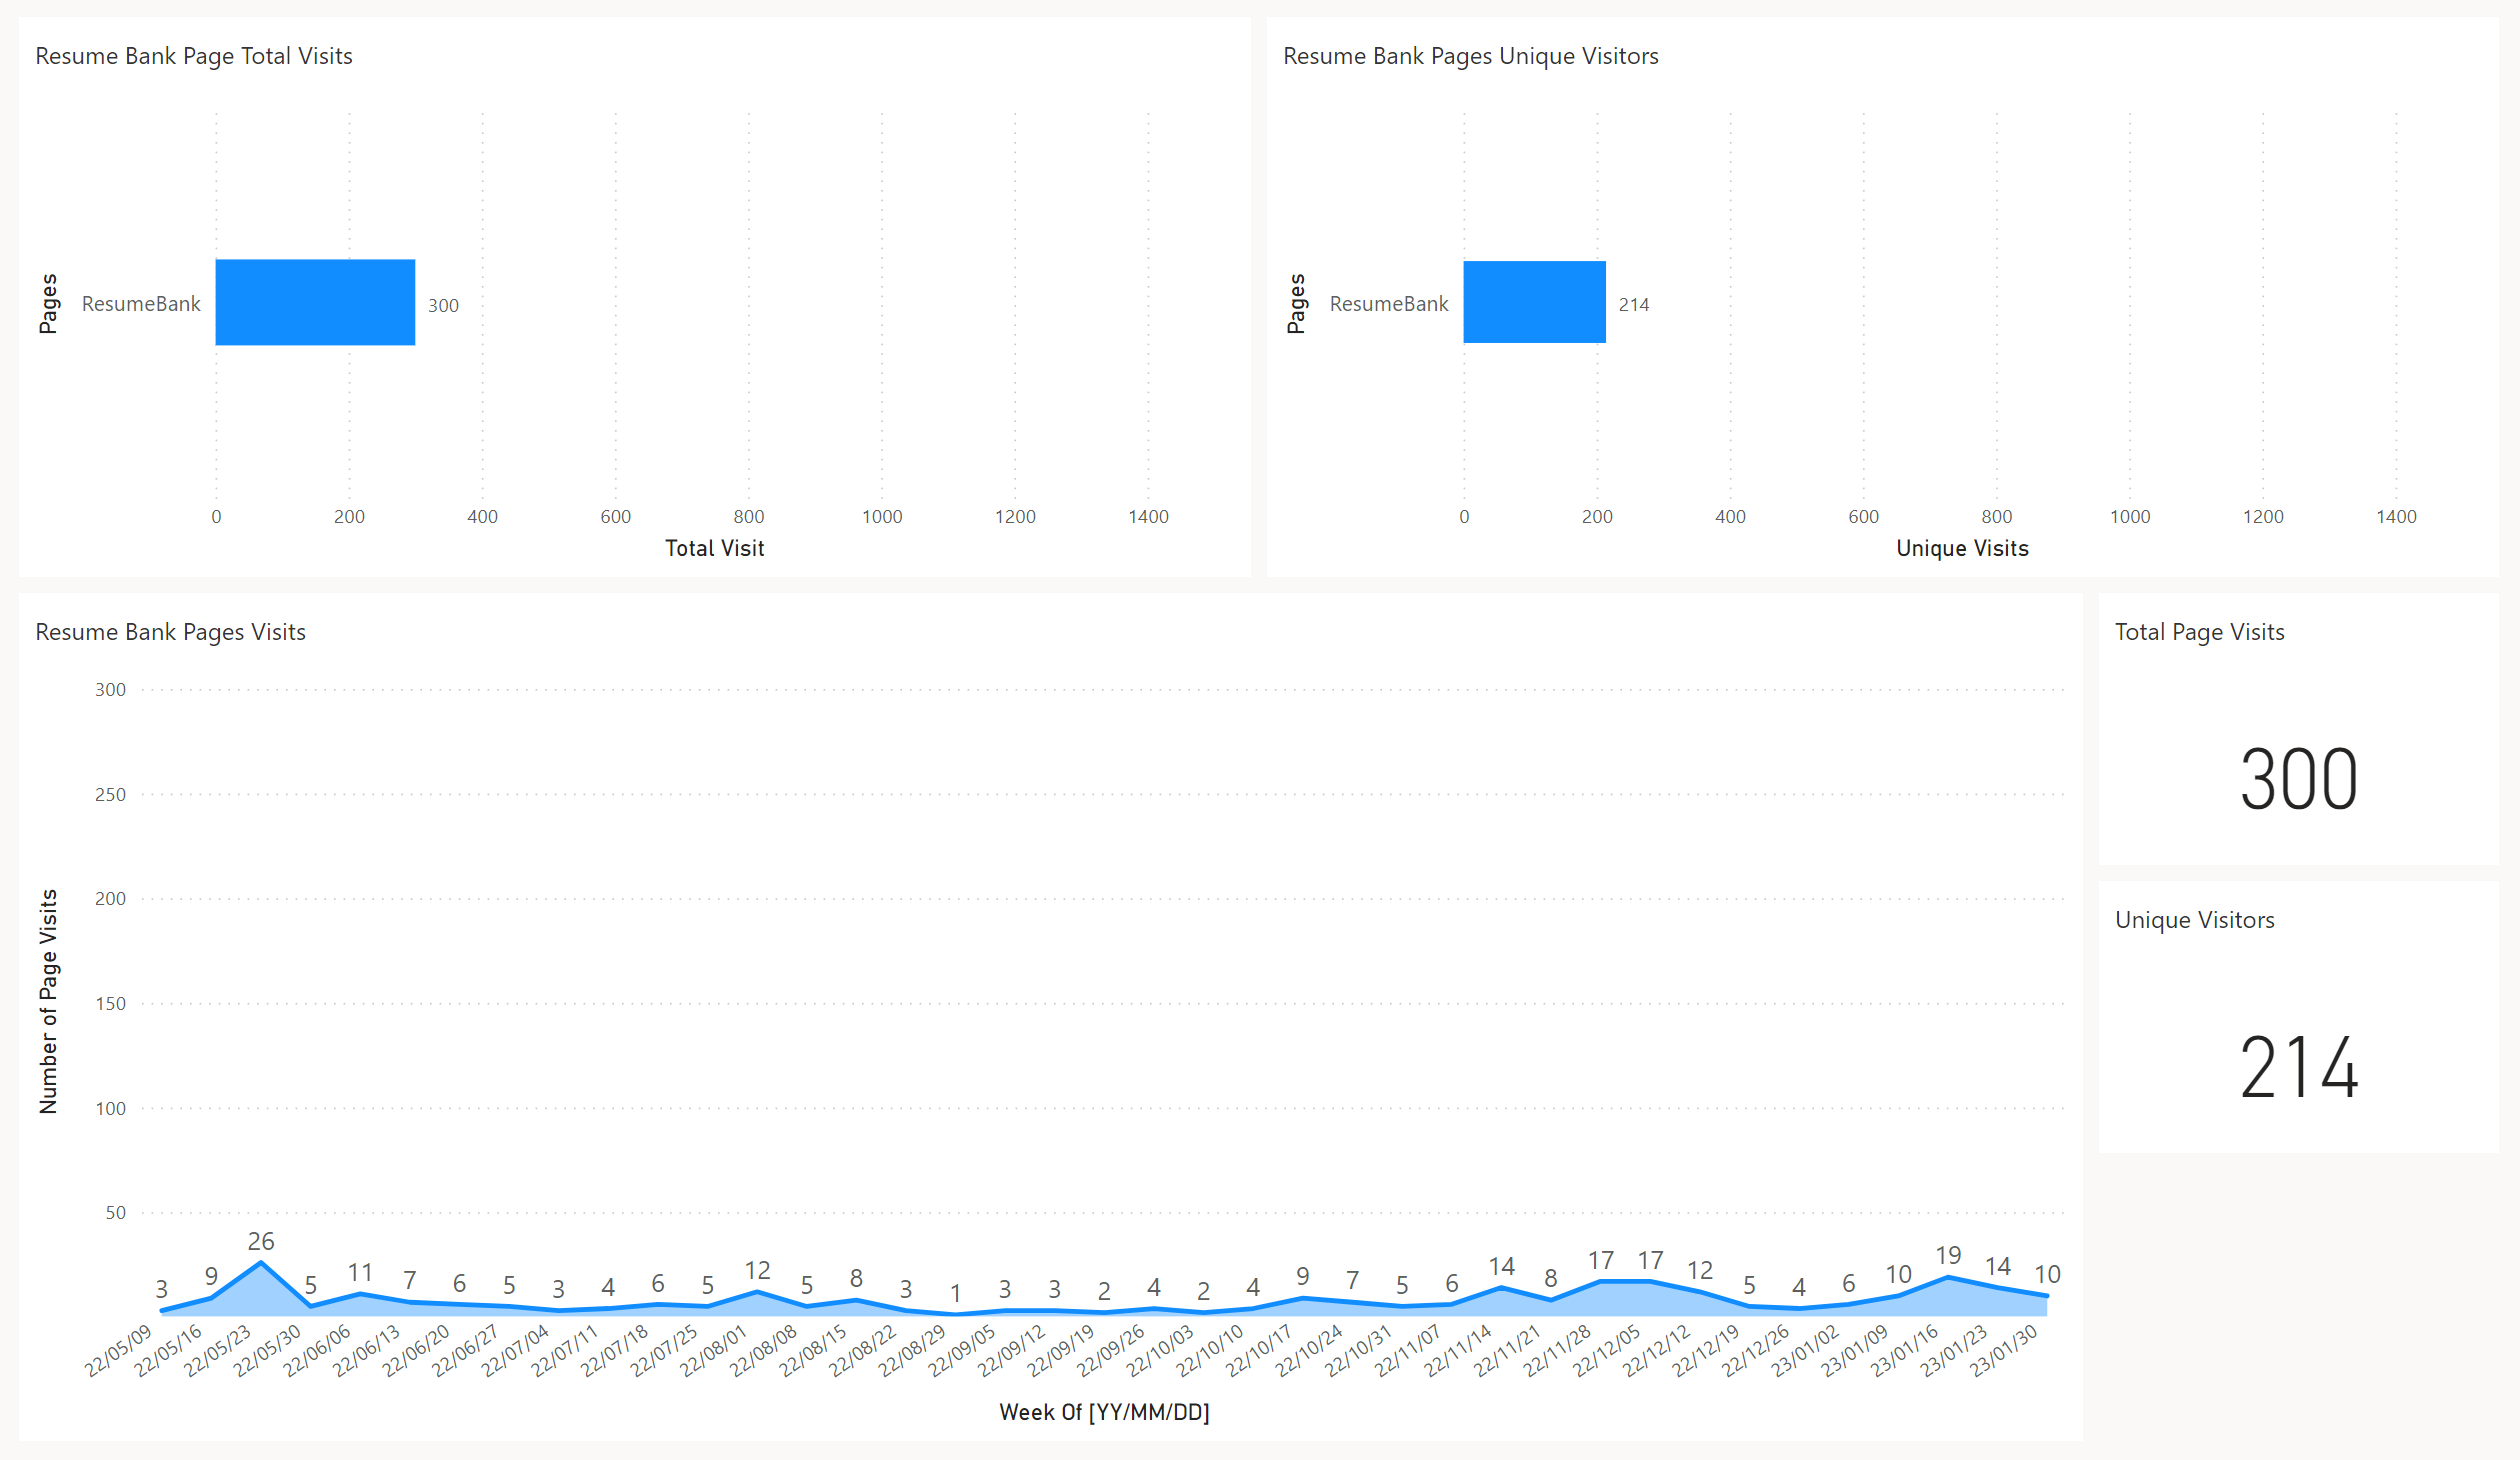 Resume Bank Page Total Visits
Pages
ResumeBank
300
0 200 400 600 800 1000 1200 1400
Total Visit
Resume Bank Pages Unique Visitors
Pages
ResumeBank
214
0 200 400 600 800 1000 1200 1400
Unique Visits
Resume Bank Pages Visits
Number of Page Visits
300
250
200
150
100
50
3 9 26 5 11 7 6 5 3 4 6 5 12 5 8 3 1 3 3 2 4 2 4 9 7 5 6 14 8 17 17 12 5 4 6 10 19 14 10
22/05/09 22/05/16 22/05/23 22/05/30 22/06/06 22/06/13 22/06/20 22/06/27 22/07/04 22/07/11 22/07/18 22/07/25 22/08/01 22/08/08 22/08/15 22/08/22 22/08/29 22/09/05 22/09/12 22/09/19 22/09/26 22/10/03 22/10/10 22/10/17 22/10/24 22/10/31 22/11/07 22/11/14 22/11/21 22/11/28 22/12/05 22/12/12 22/12/19 22/12/26 23/01/02 23/01/09 23/01/16 23/01/23 23/01/30
Week Of [YY/MM/DD]
Total Page Visits
300
Unique Visitors
214